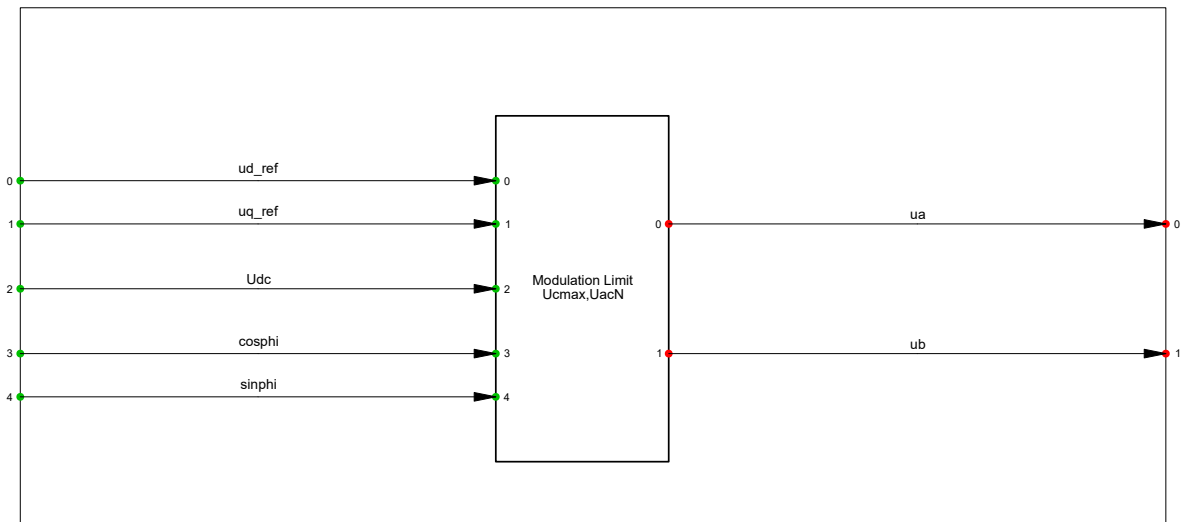 ud_ref
0 0
uq_ref
1 1
0 ua 0
Udc
2 2
Modulation Limit
Ucmax,UacN
cosphi
3 3
1 ub 1
sinphi
4 4